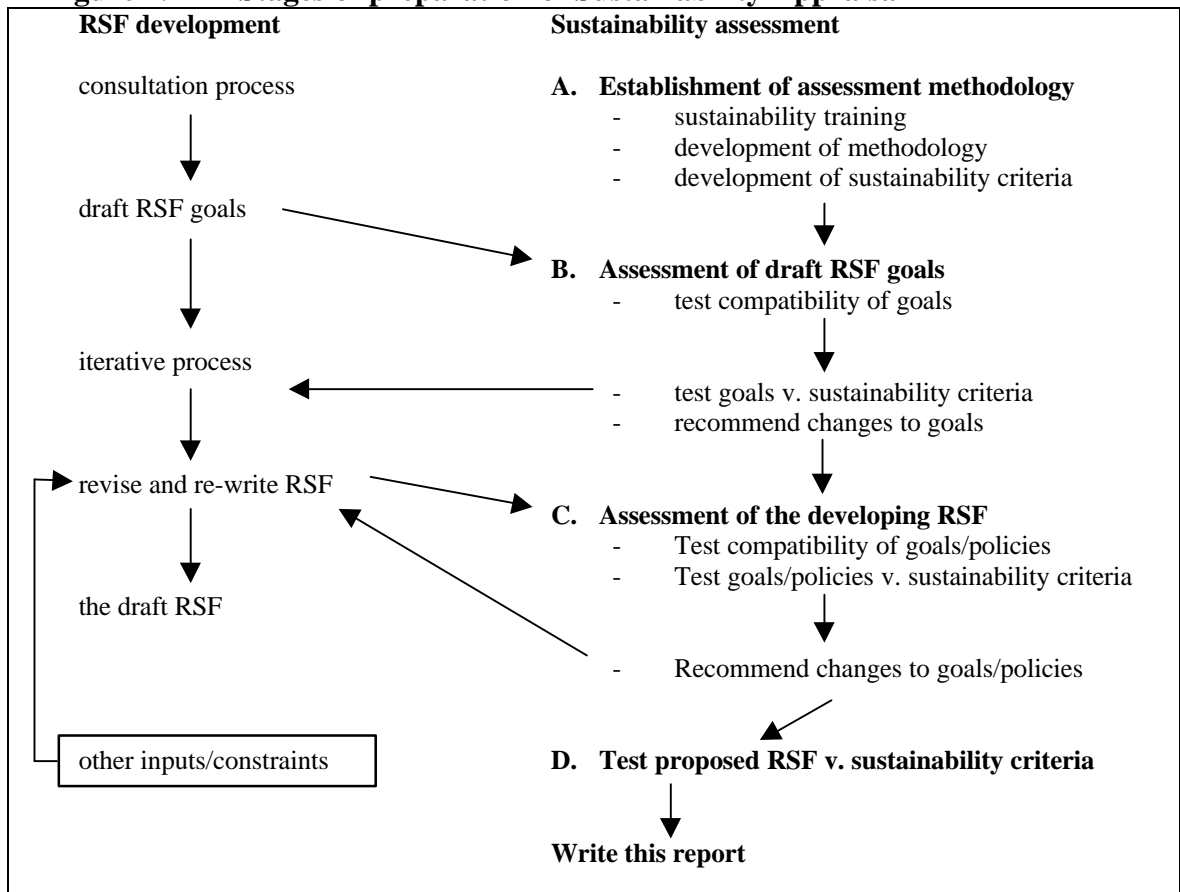 RSF development
consultation process
draft RSF goals
iterative process
revise and re-write RSF
the draft RSF
other inputs/constraints
Sustainability assessment
A. Establishment of assessment methodology
- sustainability training
- development of methodology
- development of sustainability criteria
B. Assessment of draft RSF goals
- test compatibility of goals
- test goals v. sustainability criteria
- recommend changes to goals
C. Assessment of the developing RSF
- Test compatibility of goals/policies
- Test goals/policies v. sustainability criteria
- Recommend changes to goals/policies
D. Test proposed RSF v. sustainability criteria
Write this report